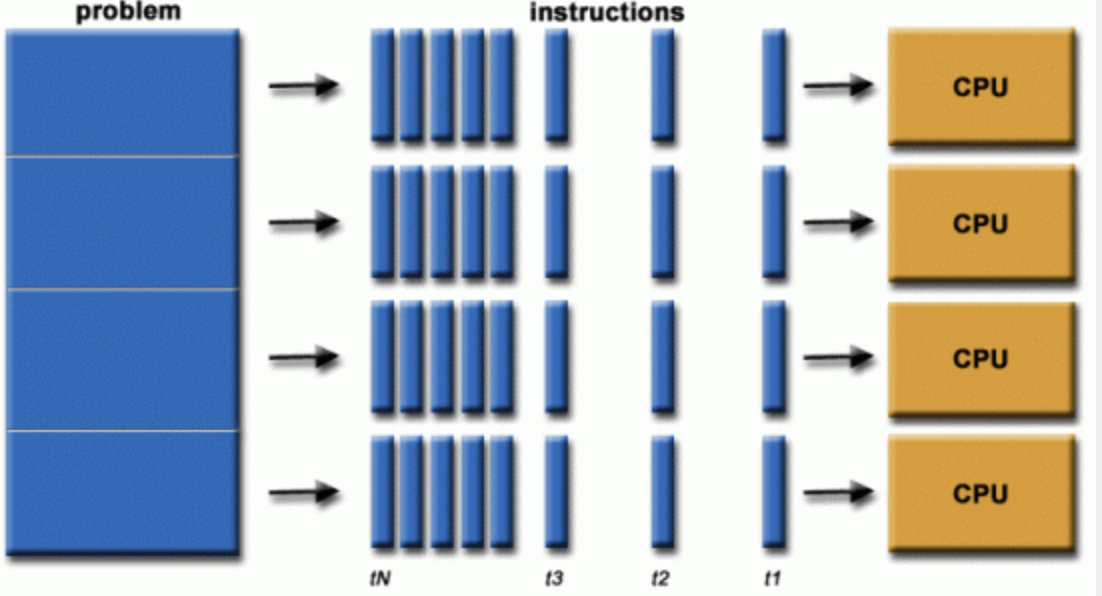 problem
instructions
CPU
CPU
CPU
CPU
tN
t3
t2
t1